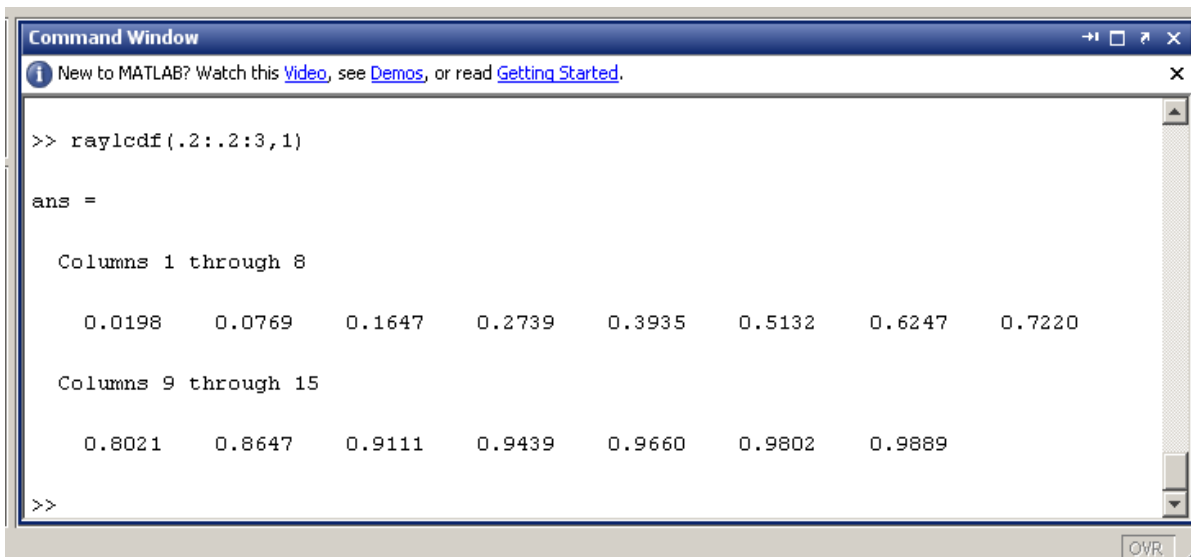 Command Window
New to MATLAB? Watch this Video, see Demos, or read Getting Started.
>> raylcdf(.2:.2:3,1)
ans =
Columns 1 through 8
0.0198 0.0769 0.1647 0.2739 0.3935 0.5132 0.6247 0.7220
Columns 9 through 15
0.8021 0.8647 0.9111 0.9439 0.9660 0.9802 0.9889
>>
OVR